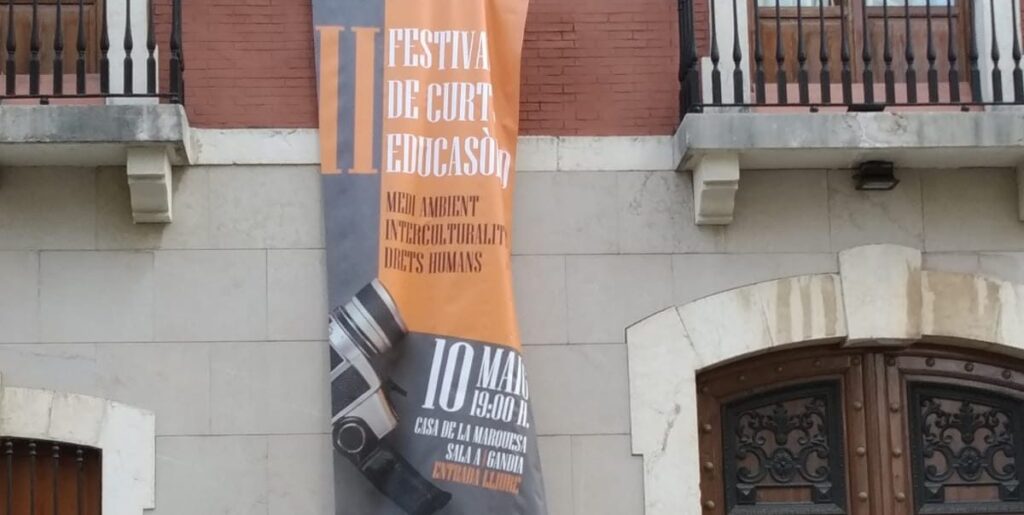 II FESTIVA
DE CURT
EDUCASÒ
MEDI AMBIENT
INTERCULTURALIT
DRETS HUMANS
10 MAI
19:00 H.
CASA DE LA MARQUESA
SALA A GANDIA
ENTRADA LLIURE